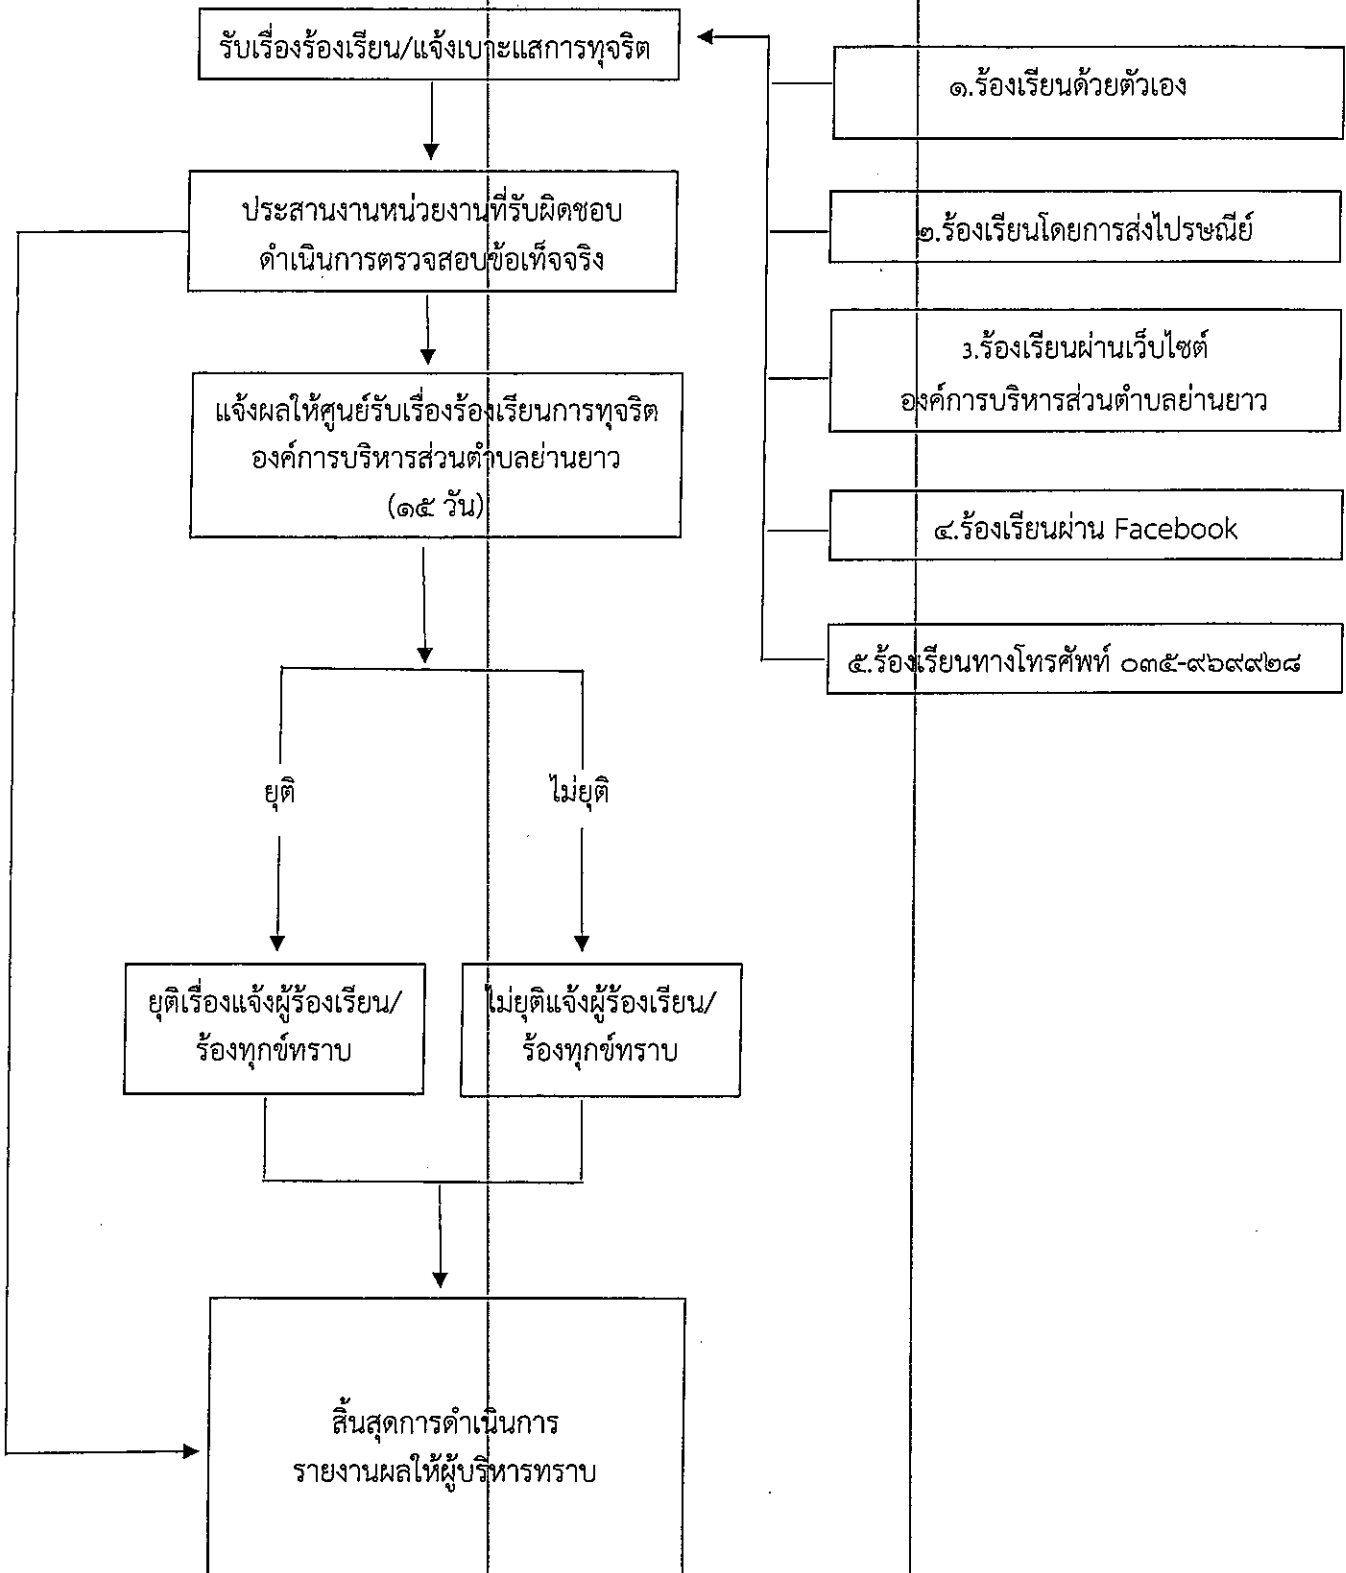 รับเรื่องร้องเรียน/แจ้งเบาะแสการทุจริต
๑.ร้องเรียนด้วยตัวเอง
ประสานงานหน่วยงานที่รับผิดชอบ
ดำเนินการตรวจสอบข้อเท็จจริง
๒.ร้องเรียนโดยการส่งไปรษณีย์
3.ร้องเรียนผ่านเว็บไซต์
องค์การบริหารส่วนตำบลย่านยาว
แจ้งผลให้ศูนย์รับเรื่องร้องเรียนการทุจริต
องค์การบริหารส่วนตำบลย่านยาว
(๑๕ วัน)
๔.ร้องเรียนผ่าน Facebook
๕.ร้องเรียนทางโทรศัพท์ ๐๓๕-๙๖๙๙๒๘
ยุติ
ไม่ยุติ
ยุติเรื่องแจ้งผู้ร้องเรียน/
ร้องทุกข์ทราบ
ไม่ยุติแจ้งผู้ร้องเรียน/
ร้องทุกข์ทราบ
สิ้นสุดการดำเนินการ
รายงานผลให้ผู้บริหารทราบ